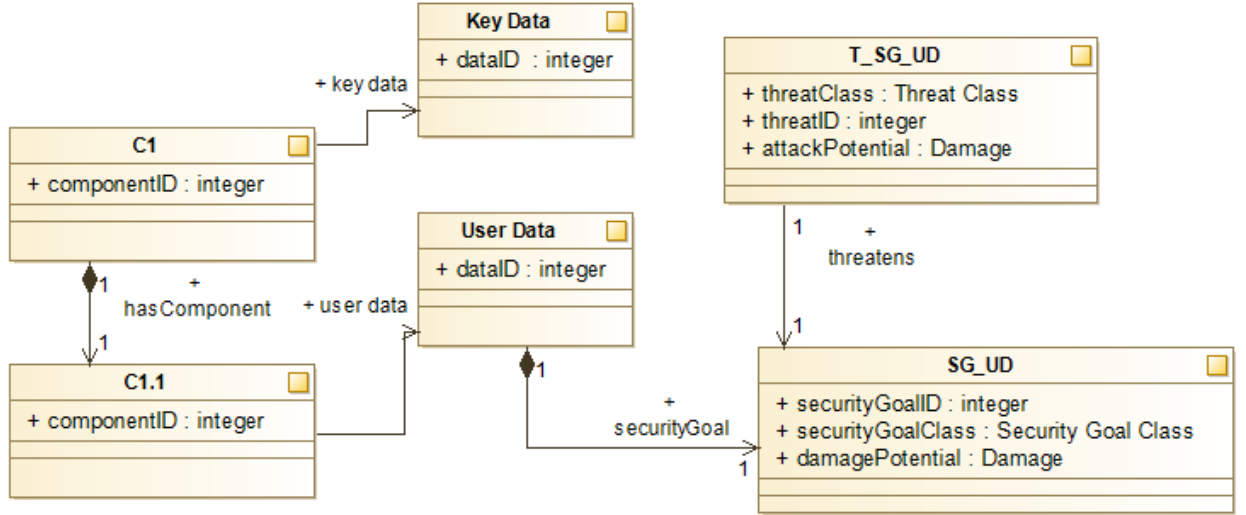 Key Data
+ dataID : integer
T_SG_UD
+ threatClass : Threat Class
+ threatID : integer
+ attackPotential : Damage
+ key data
C1
+ componentID : integer
User Data
+ dataID : integer
1
+
threatens
1
1
+
hasComponent
1
+ user data
C1.1
+ componentID : integer
SG_UD
+ securityGoalID : integer
+ securityGoalClass : Security Goal Class
+ damagePotential : Damage
1
+
securityGoal
1